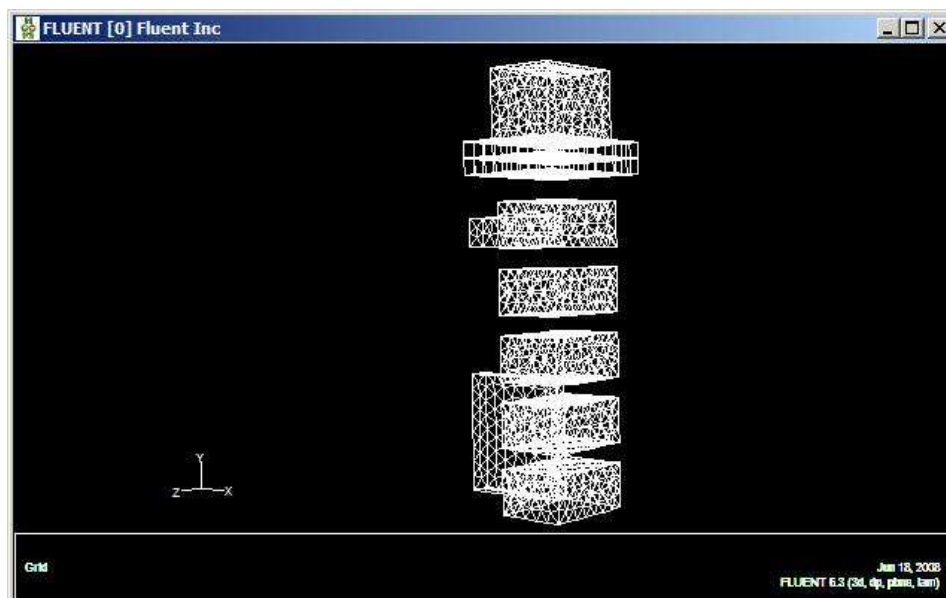 FLUENT [0] Fluent Inc
Y
Z X
Grid
Jun 18, 2008
FLUENT 6.3 (3d, dp, pbns, lam)